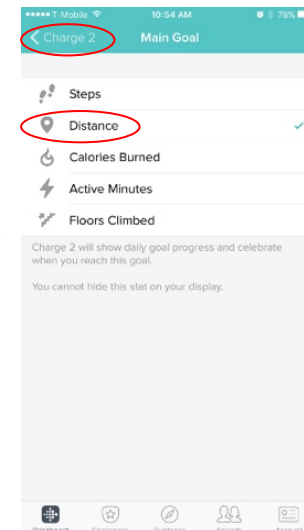 T-Mobile 10:54 AM 78%
Charge 2 Main Goal
Steps
Distance
Calories Burned
Active Minutes
Floors Climbed
Charge 2 will show daily goal progress and celebrate
when you reach this goal.
You cannot hide this stat on your display.